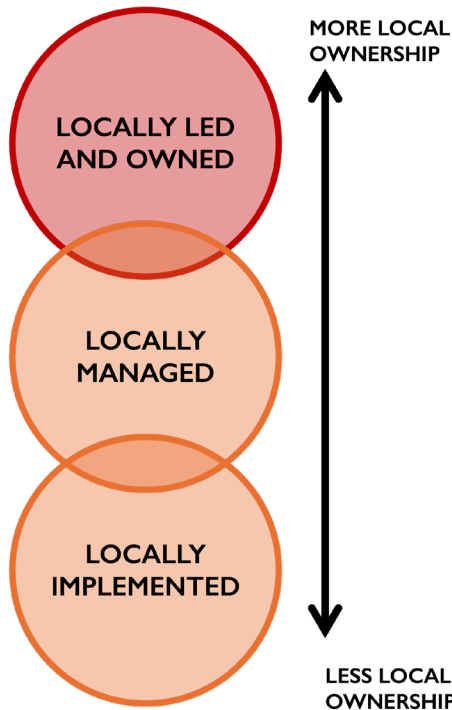 MORE LOCAL
OWNERSHIP
LOCALLY LED
AND OWNED
LOCALLY
MANAGED
LOCALLY
IMPLEMENTED
LESS LOCAL
OWNERSHIP